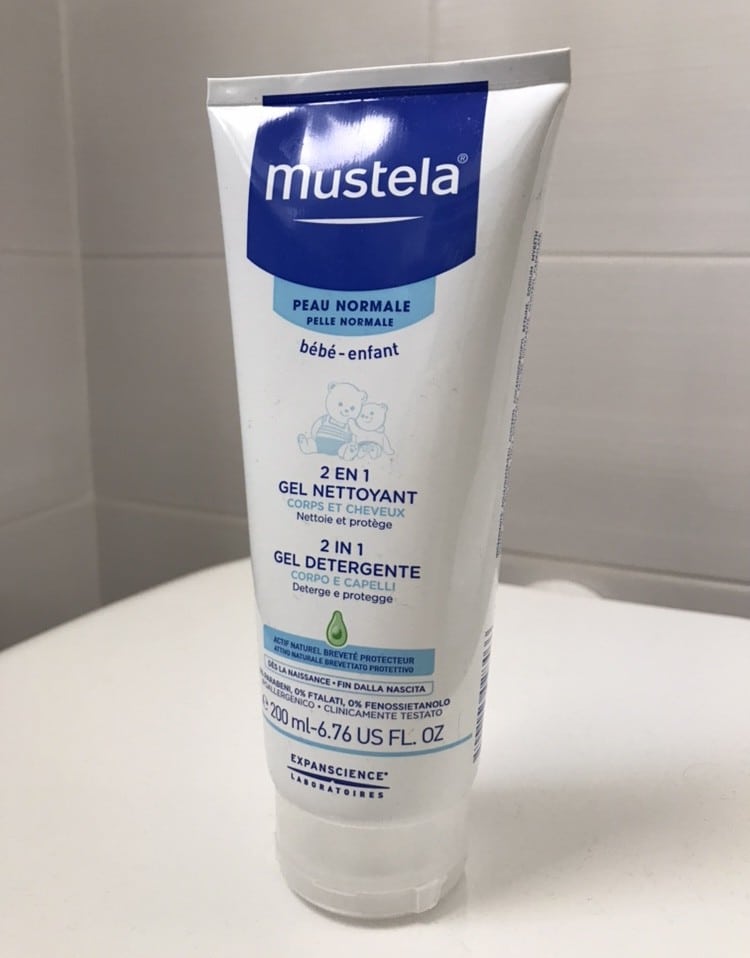 mustela®
PEAU NORMALE
PELLE NORMALE
bébé-enfant
2 EN 1
GEL NETTOYANT
CORPS ET CHEVEUX
Nettoie et protège
2 IN 1
GEL DETERGENTE
CORPO E CAPELLI
Deterge e protegge
ACTIF NATUREL BREVETÉ PROTECTEUR
ATTIVO NATURALE BREVETTATO PROTETTIVO
DÈS LA NAISSANCE • FIN DALLA NASCITA
0% FTALATI, 0% FENOSSIETANOLO
• CLINICAMENTE TESTATO
200 ml-6.76 US FL. OZ
EXPANSCIENCE®
LABORATOIRES